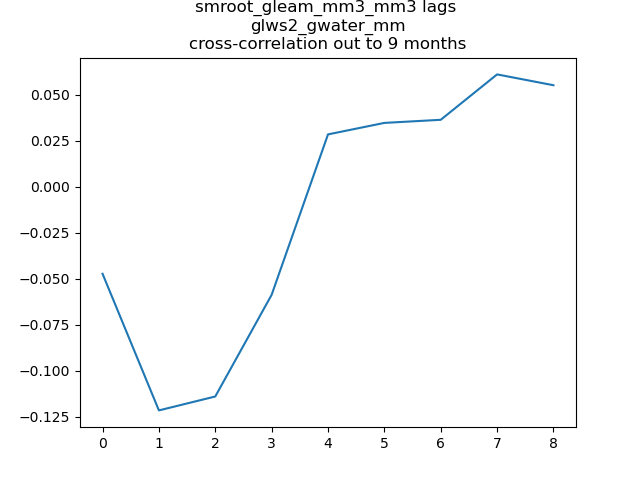 smroot_gleam_mm3_mm3 lags
glws2_gwater_mm
cross-correlation out to 9 months
0.050
0.025
0.000
−0.025
−0.050
−0.075
−0.100
−0.125
0 1 2 3 4 5 6 7 8